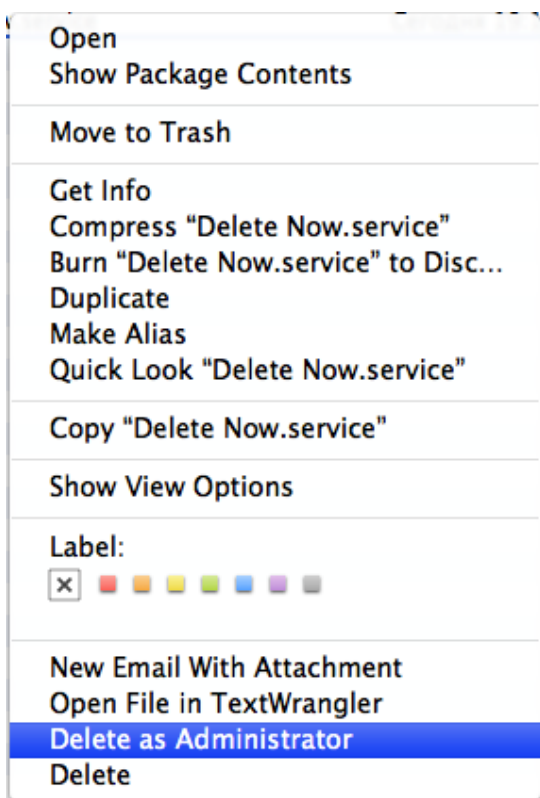 Open
Show Package Contents
Move to Trash
Get Info
Compress “Delete Now.service”
Burn “Delete Now.service” to Disc...
Duplicate
Make Alias
Quick Look “Delete Now.service”
Copy “Delete Now.service”
Show View Options
Label:
New Email With Attachment
Open File in TextWrangler
Delete as Administrator
Delete